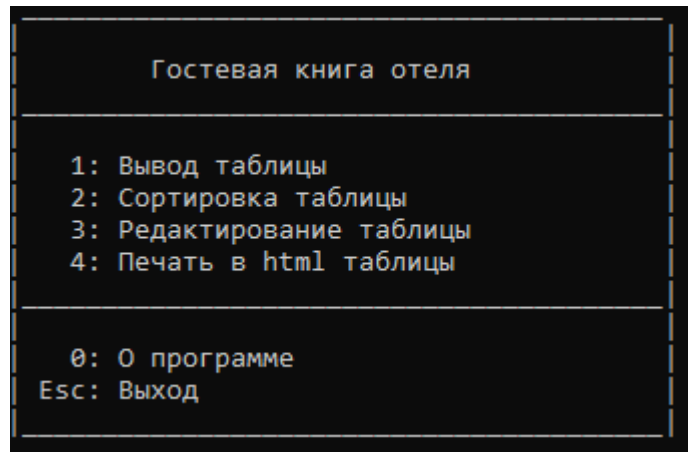 Гостевая книга отеля
1: Вывод таблицы
2: Сортировка таблицы
3: Редактирование таблицы
4: Печать в html таблицы
0: О программе
Esc: Выход